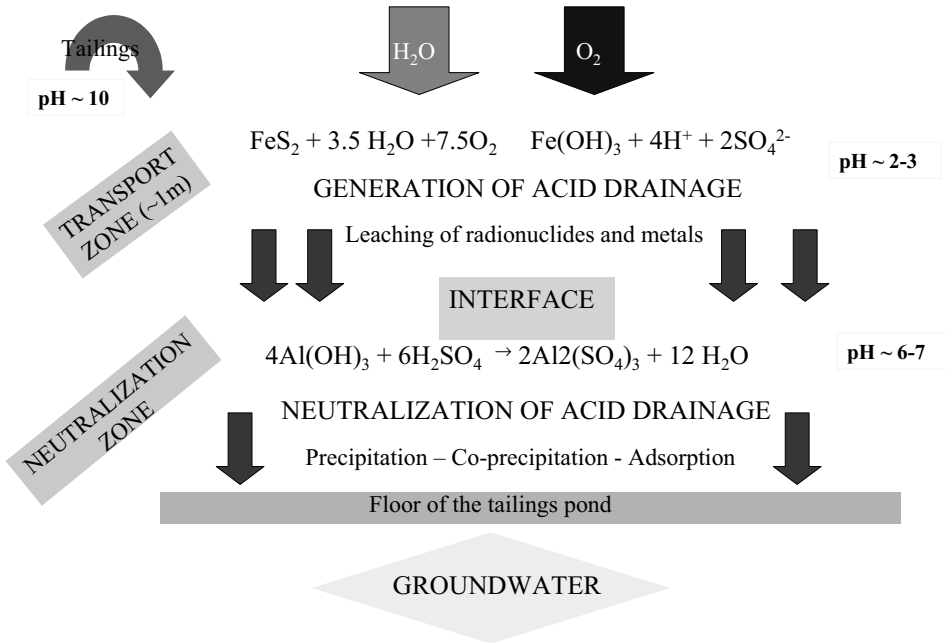 Tailings
H₂O
O₂
pH ~ 10
FeS₂ + 3.5 H₂O +7.5O₂ Fe(OH)₃ + 4H⁺ + 2SO₄²⁻
pH ~ 2-3
TRANSPORT
ZONE (~1m)
GENERATION OF ACID DRAINAGE
Leaching of radionuclides and metals
INTERFACE
4Al(OH)₃ + 6H₂SO₄ → 2Al2(SO₄)₃ + 12 H₂O
pH ~ 6-7
NEUTRALIZATION
ZONE
NEUTRALIZATION OF ACID DRAINAGE
Precipitation – Co-precipitation - Adsorption
Floor of the tailings pond
GROUNDWATER